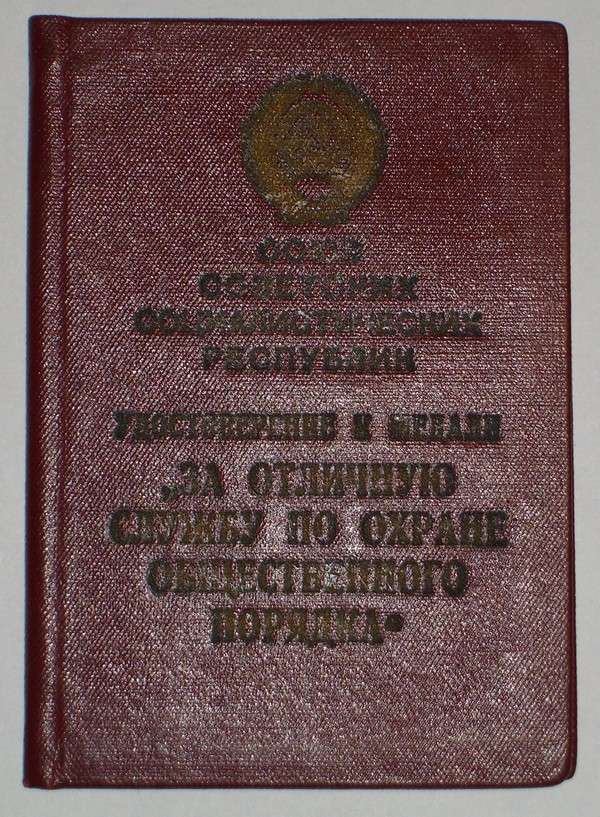 СОЮЗ
СОВЕТСКИХ
СОЦИАЛИСТИЧЕСКИХ
РЕСПУБЛИК
УДОСТОВЕРЕНИЕ К МЕДАЛИ
„ЗА ОТЛИЧНУЮ
СЛУЖБУ ПО ОХРАНЕ
ОБЩЕСТВЕННОГО
ПОРЯДКА“